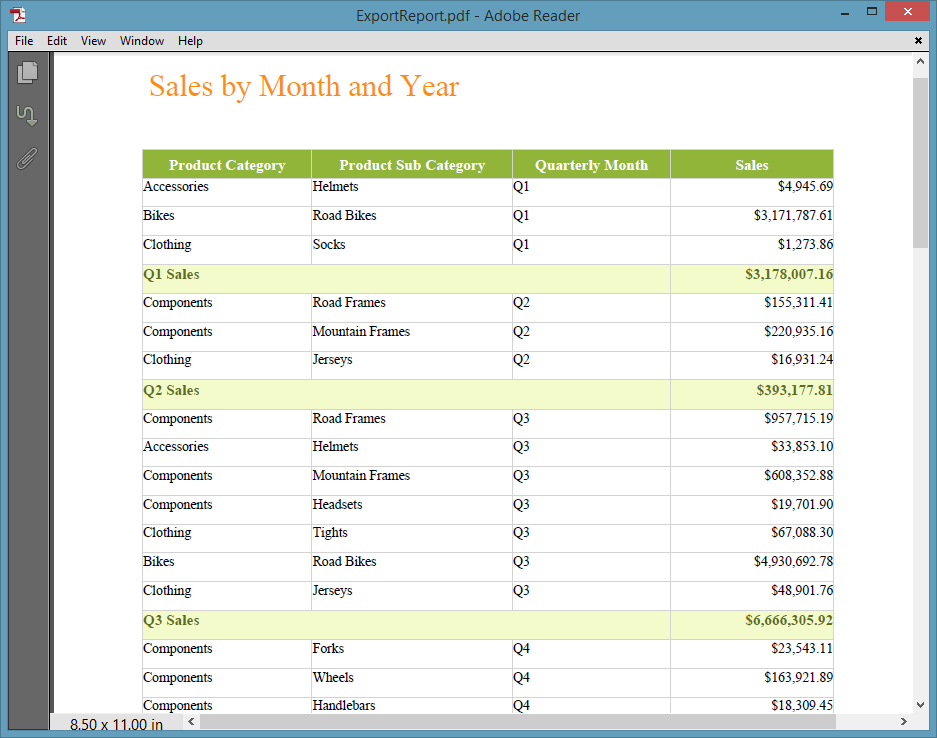 ExportReport.pdf - Adobe Reader
File Edit View Window Help
Sales by Month and Year
Product Category Product Sub Category Quarterly Month Sales
Accessories Helmets Q1 $4,945.69
Bikes Road Bikes Q1 $3,171,787.61
Clothing Socks Q1 $1,273.86
Q1 Sales $3,178,007.16
Components Road Frames Q2 $155,311.41
Components Mountain Frames Q2 $220,935.16
Clothing Jerseys Q2 $16,931.24
Q2 Sales $393,177.81
Components Road Frames Q3 $957,715.19
Accessories Helmets Q3 $33,853.10
Components Mountain Frames Q3 $608,352.88
Components Headsets Q3 $19,701.90
Clothing Tights Q3 $67,088.30
Bikes Road Bikes Q3 $4,930,692.78
Clothing Jerseys Q3 $48,901.76
Q3 Sales $6,666,305.92
Components Forks Q4 $23,543.11
Components Wheels Q4 $163,921.89
Components Handlebars Q4 $18,309.45
8.50 x 11.00 in